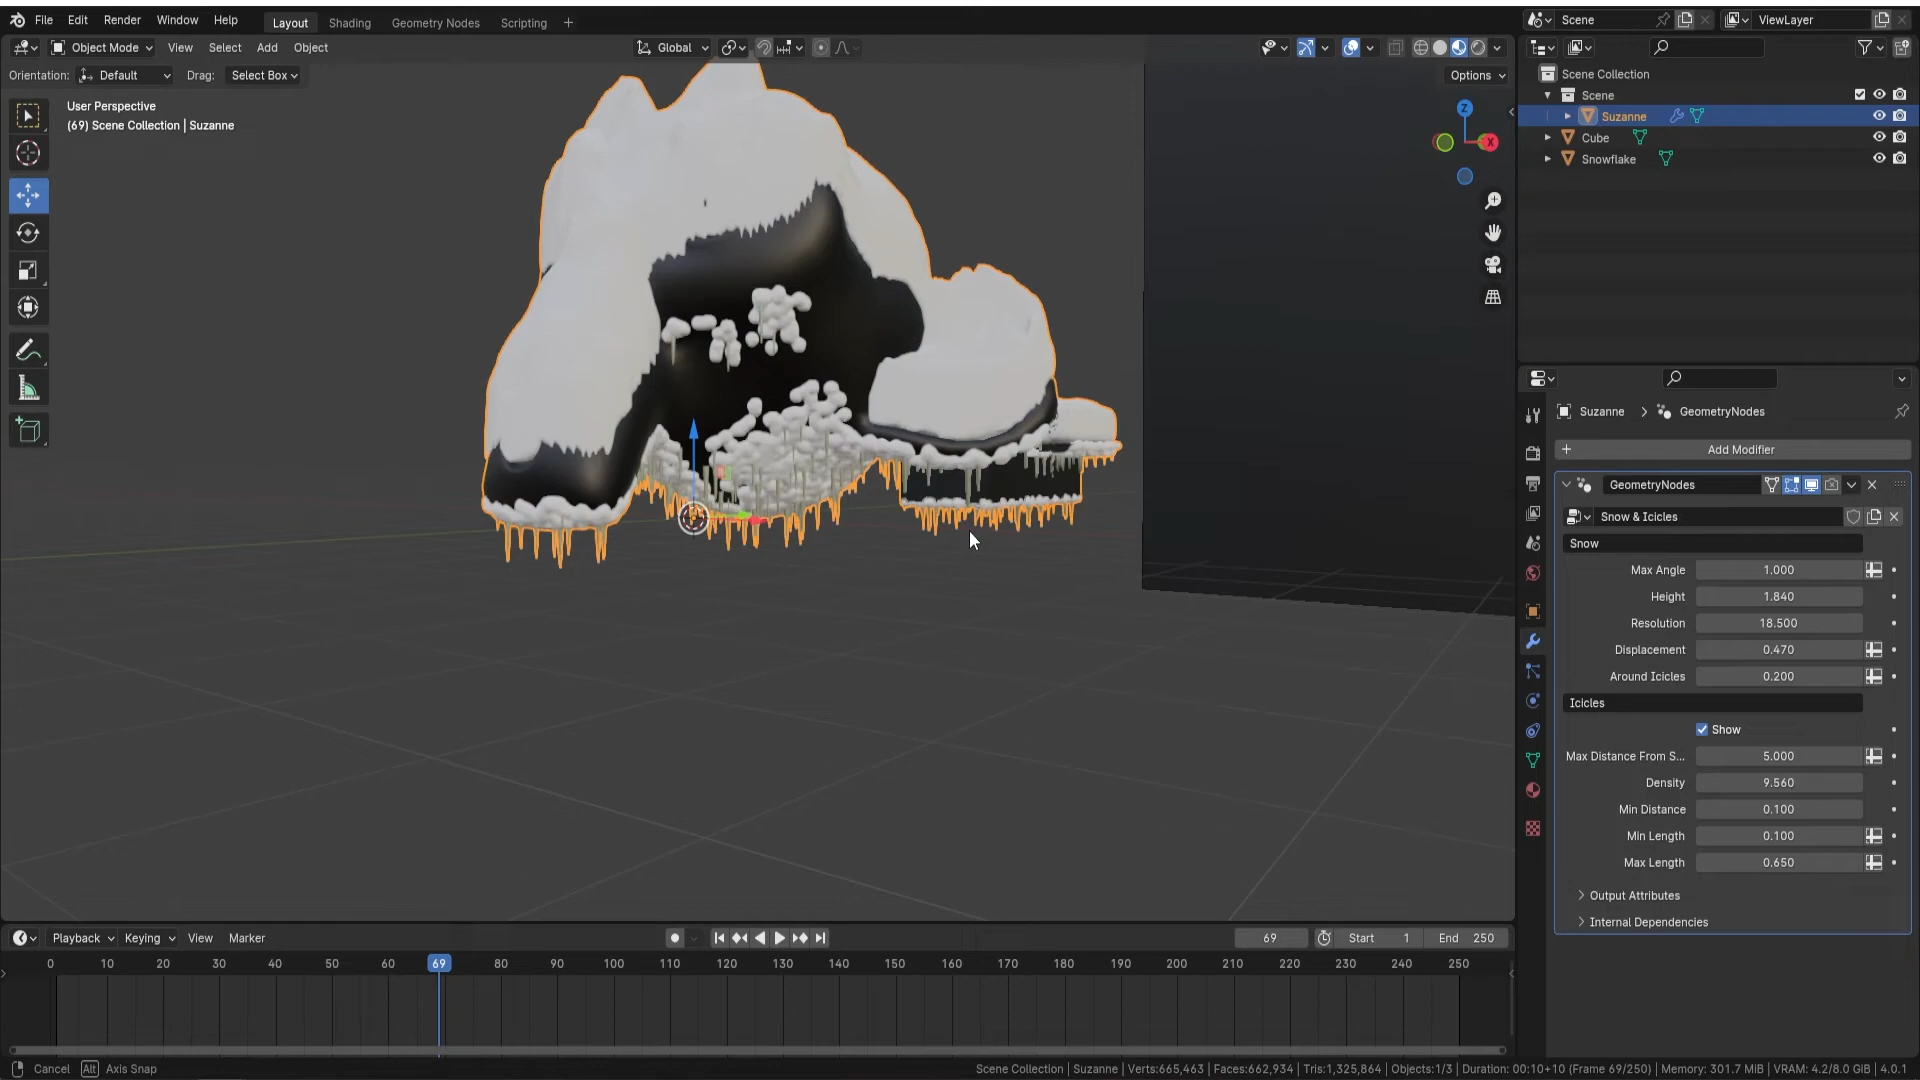 File Edit Render Window Help Layout Shading Geometry Nodes Scripting + Scene ViewLayer
Object Mode View Select Add Object Global
Orientation: Default Drag: Select Box Options
User Perspective
(69) Scene Collection | Suzanne
Z
X
Scene Collection
Scene
Suzanne
Cube
Snowflake
Suzanne > GeometryNodes
+ Add Modifier
GeometryNodes
Snow & Icicles
Snow
Max Angle 1.000
Height 1.840
Resolution 18.500
Displacement 0.470
Around Icicles 0.200
Icicles
Show
Max Distance From S... 5.000
Density 9.560
Min Distance 0.100
Min Length 0.100
Max Length 0.650
Output Attributes
Internal Dependencies
Playback Keying View Marker 69 Start 1 End 250
0 10 20 30 40 50 60 69 80 90 100 110 120 130 140 150 160 170 180 190 200 210 220 230 240 250
Cancel Alt Axis Snap Scene Collection | Suzanne | Verts:665,463 | Faces:662,934 | Tris:1,325,864 | Objects:1/3 | Duration: 00:10+10 (Frame 69/250) | Memory: 301.7 MiB | VRAM: 4.2/8.0 GiB | 4.0.1